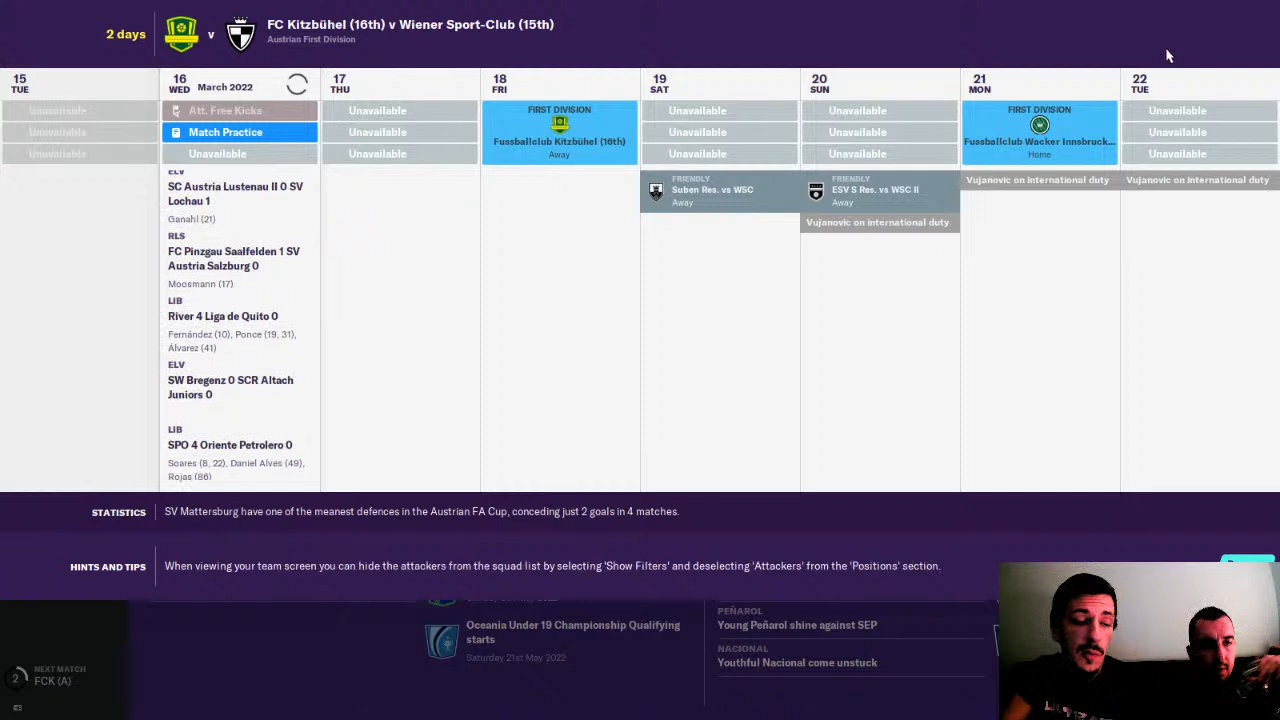 2 days
v
FC Kitzbühel (16th) v Wiener Sport-Club (15th)
Austrian First Division
15
TUE
16
WED
March 2022
17
THU
18
FRI
19
SAT
20
SUN
21
MON
22
TUE
Unavailable
Unavailable
Unavailable
Att. Free Kicks
Match Practice
Unavailable
Unavailable
Unavailable
Unavailable
FIRST DIVISION
Fussballclub Kitzbühel (16th)
Away
Unavailable
Unavailable
Unavailable
Unavailable
Unavailable
Unavailable
FIRST DIVISION
Fussballclub Wacker Innsbruck...
Home
Unavailable
Unavailable
Unavailable
ELV
SC Austria Lustenau II 0 SV
Lochau 1
Ganahl (21)
RLS
FC Pinzgau Saalfelden 1 SV
Austria Salzburg 0
Moosmann (17)
LIB
River 4 Liga de Quito 0
Fernández (10), Ponce (19, 31),
Álvarez (41)
ELV
SW Bregenz 0 SCR Altach
Juniors 0
LIB
SPO 4 Oriente Petrolero 0
Soares (8, 22), Daniel Alves (49),
Rojas (86)
FRIENDLY
Suben Res. vs WSC
Away
FRIENDLY
ESV S Res. vs WSC II
Away
Vujanovic on international duty
Vujanovic on international duty
Vujanovic on international duty
STATISTICS
SV Mattersburg have one of the meanest defences in the Austrian FA Cup, conceding just 2 goals in 4 matches.
HINTS AND TIPS
When viewing your team screen you can hide the attackers from the squad list by selecting 'Show Filters' and deselecting 'Attackers' from the 'Positions' section.
Oceania Under 19 Championship Qualifying
starts
Saturday 21st May 2022
PEÑAROL
Young Peñarol shine against SEP
NACIONAL
Youthful Nacional come unstuck
2
NEXT MATCH
FCK (A)